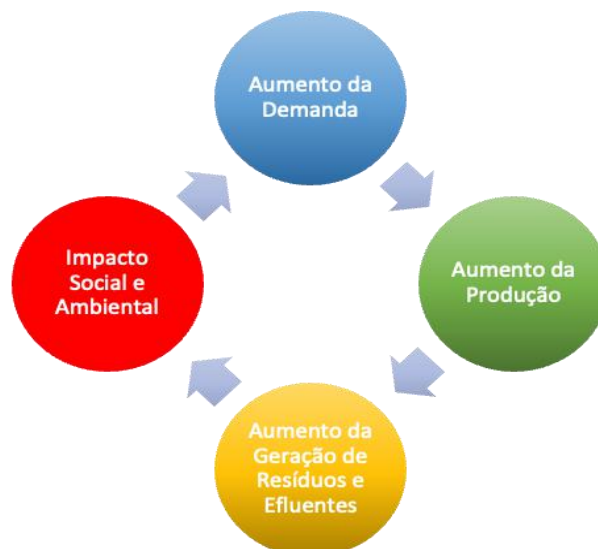 Aumento da
Demanda
Aumento da
Produção
Aumento da
Geração de
Resíduos e
Efluentes
Impacto
Social e
Ambiental